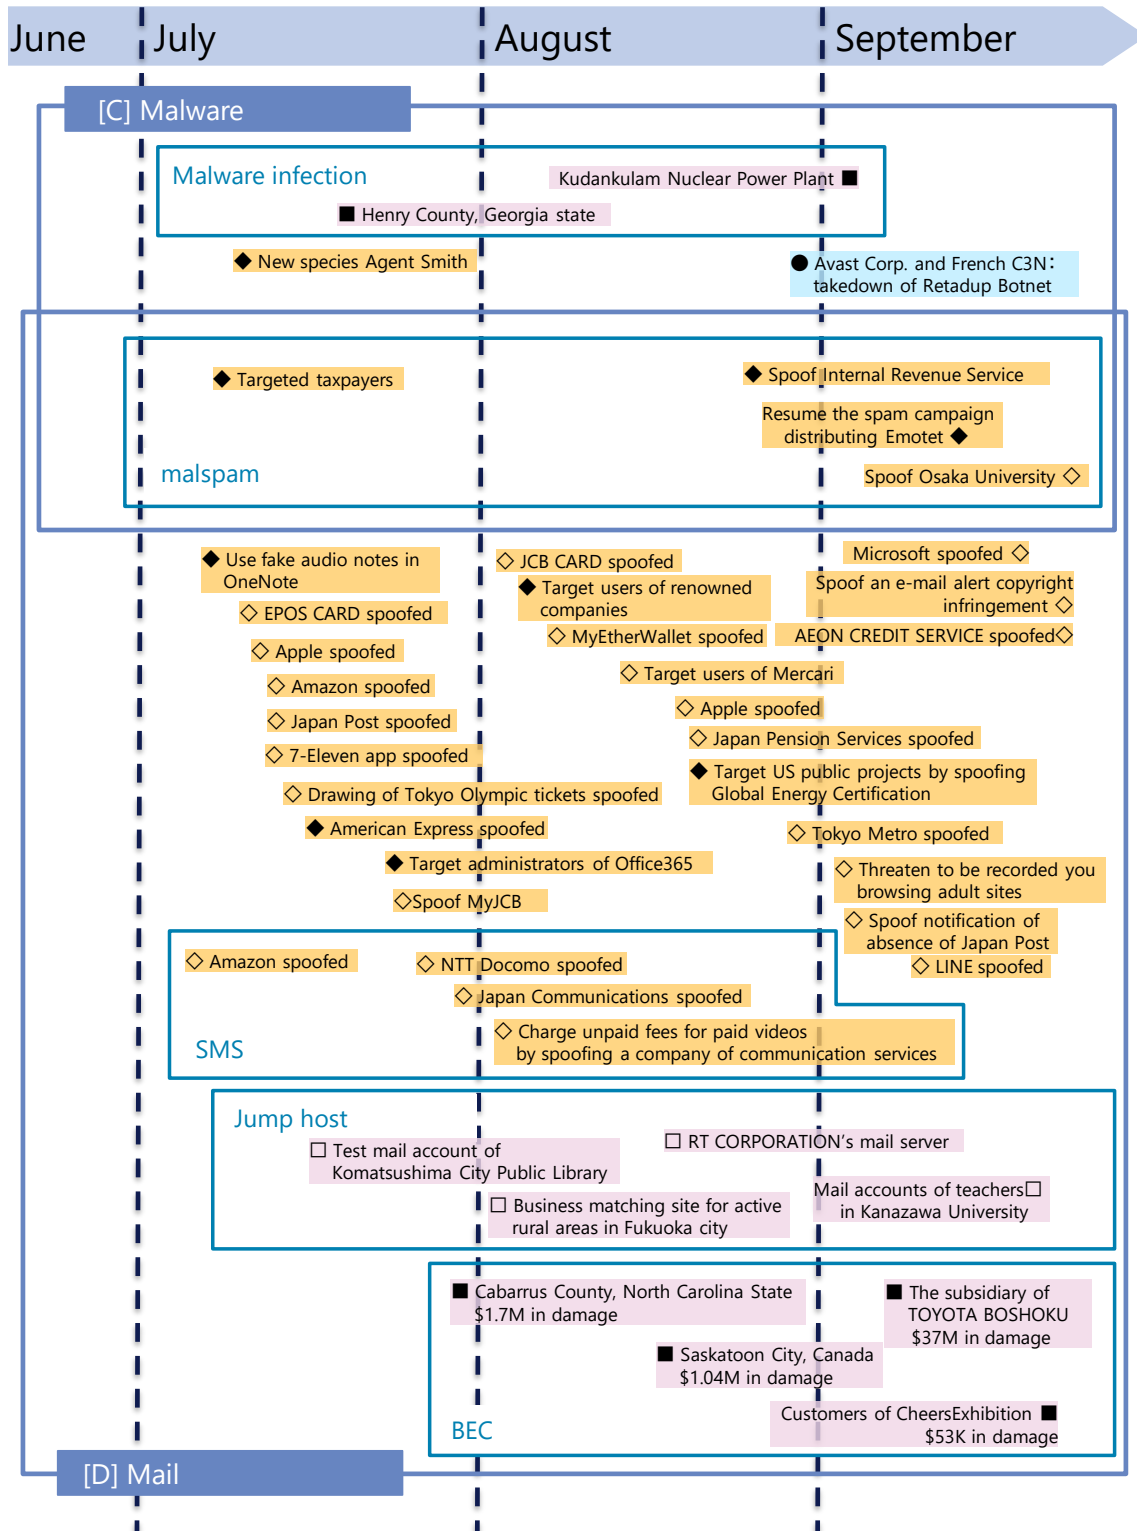 June
July
August
September
[C] Malware
Malware infection
Kudankulam Nuclear Power Plant ■
■ Henry County, Georgia state
◆ New species Agent Smith
● Avast Corp. and French C3N:
takedown of Retadup Botnet
◆ Targeted taxpayers
◆ Spoof Internal Revenue Service
Resume the spam campaign
distributing Emotet ◆
malspam
Spoof Osaka University ◇
◆ Use fake audio notes in
OneNote
◇ EPOS CARD spoofed
◇ Apple spoofed
◇ Amazon spoofed
◇ Japan Post spoofed
◇ 7-Eleven app spoofed
◇ Drawing of Tokyo Olympic tickets spoofed
◆ American Express spoofed
◆ Target administrators of Office365
◇Spoof MyJCB
◇ JCB CARD spoofed
◆ Target users of renowned
companies
◇ MyEtherWallet spoofed
◇ Target users of Mercari
◇ Apple spoofed
◇ Japan Pension Services spoofed
◆ Target US public projects by spoofing
Global Energy Certification
Microsoft spoofed ◇
Spoof an e-mail alert copyright
infringement ◇
AEON CREDIT SERVICE spoofed◇
◇ Tokyo Metro spoofed
◇ Threaten to be recorded you
browsing adult sites
◇ Spoof notification of
absence of Japan Post
◇ LINE spoofed
◇ Amazon spoofed
◇ NTT Docomo spoofed
◇ Japan Communications spoofed
◇ Charge unpaid fees for paid videos
by spoofing a company of communication services
SMS
Jump host
□ Test mail account of
Komatsushima City Public Library
□ RT CORPORATION's mail server
□ Business matching site for active
rural areas in Fukuoka city
Mail accounts of teachers□
in Kanazawa University
■ Cabarrus County, North Carolina State
$1.7M in damage
■ The subsidiary of
TOYOTA BOSHOKU
$37M in damage
■ Saskatoon City, Canada
$1.04M in damage
Customers of CheersExhibition ■
$53K in damage
BEC
[D] Mail